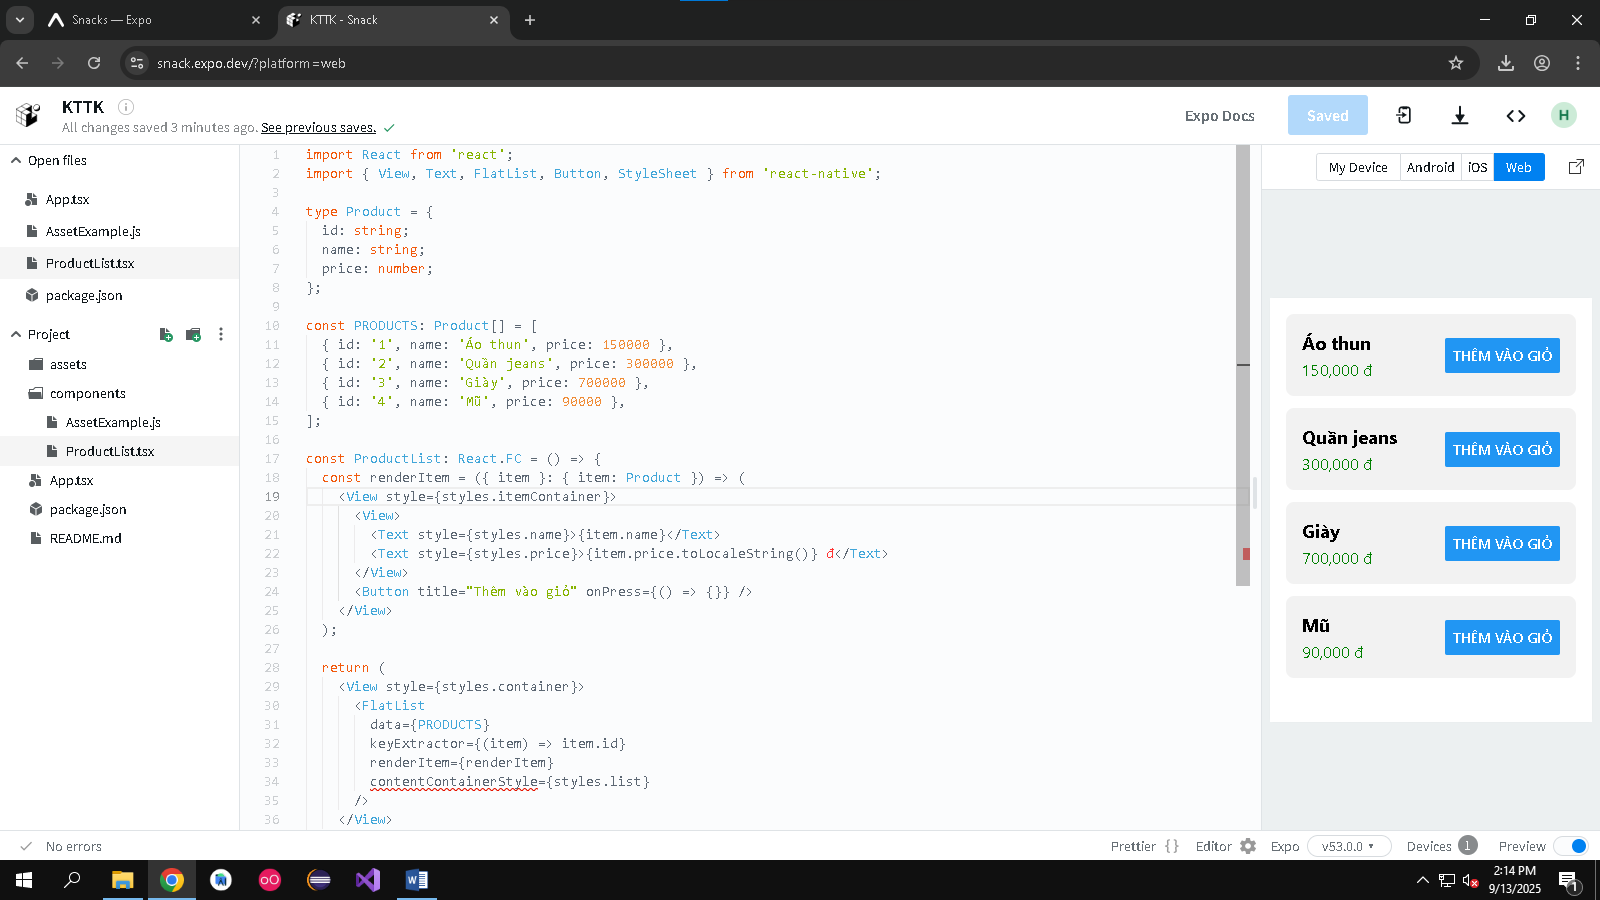 Snacks — Expo
KTTK - Snack
snack.expo.dev/?platform=web
KTTK
All changes saved 3 minutes ago. See previous saves.
Expo Docs
Saved
H
Open files
App.tsx
AssetExample.js
ProductList.tsx
package.json
Project
assets
components
AssetExample.js
ProductList.tsx
App.tsx
package.json
README.md
1 import React from 'react';
2 import { View, Text, FlatList, Button, StyleSheet } from 'react-native';
3
4 type Product = {
5 id: string;
6 name: string;
7 price: number;
8 };
9
10 const PRODUCTS: Product[] = [
11 { id: '1', name: 'Áo thun', price: 150000 },
12 { id: '2', name: 'Quần jeans', price: 300000 },
13 { id: '3', name: 'Giày', price: 700000 },
14 { id: '4', name: 'Mũ', price: 90000 },
15 ];
16
17 const ProductList: React.FC = () => {
18 const renderItem = ({ item }: { item: Product }) => (
19 <View style={styles.itemContainer}>
20 <View>
21 <Text style={styles.name}>{item.name}</Text>
22 <Text style={styles.price}>{item.price.toLocaleString()} đ</Text>
23 </View>
24 <Button title="Thêm vào giỏ" onPress={() => {}} />
25 </View>
26 );
27
28 return (
29 <View style={styles.container}>
30 <FlatList
31 data={PRODUCTS}
32 keyExtractor={(item) => item.id}
33 renderItem={renderItem}
34 contentContainerStyle={styles.list}
35 />
36 </View>
My Device Android iOS Web
Áo thun
150,000 đ
THÊM VÀO GIỎ
Quần jeans
300,000 đ
THÊM VÀO GIỎ
Giày
700,000 đ
THÊM VÀO GIỎ
Mũ
90,000 đ
THÊM VÀO GIỎ
No errors
Prettier {} Editor Expo v53.0.0 Devices 1 Preview
2:14 PM
9/13/2025
1